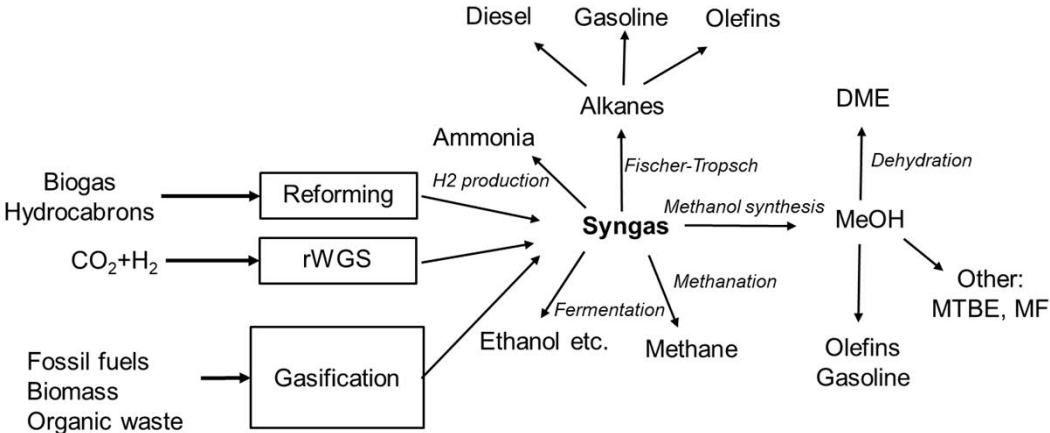 Diesel
Gasoline
Olefins
Alkanes
DME
Ammonia
Fischer-Tropsch
Dehydration
Biogas
Hydrocabrons
Reforming
H2 production
Syngas
Methanol synthesis
MeOH
CO₂+H₂
rWGS
Methanation
Other:
MTBE, MF
Fermentation
Ethanol etc.
Methane
Olefins
Gasoline
Fossil fuels
Biomass
Organic waste
Gasification